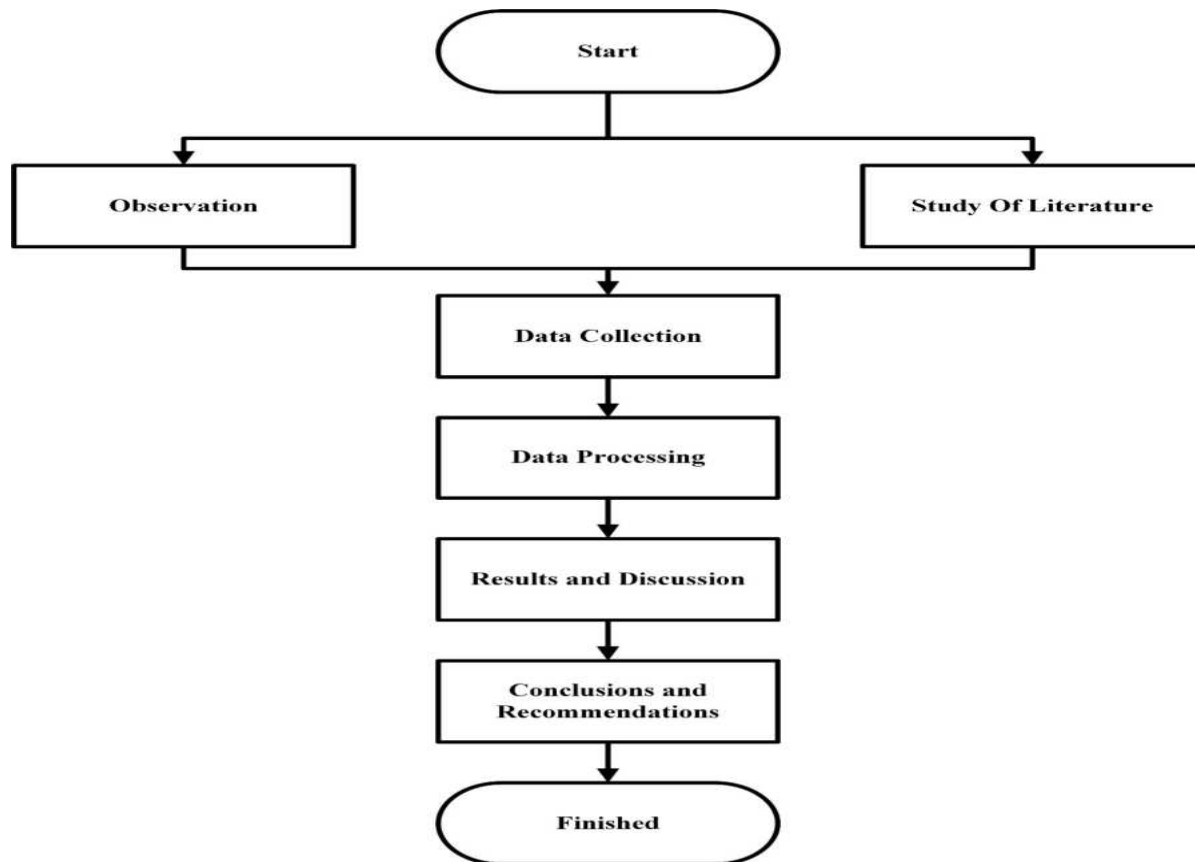 Start
Observation
Study Of Literature
Data Collection
Data Processing
Results and Discussion
Conclusions and
Recommendations
Finished